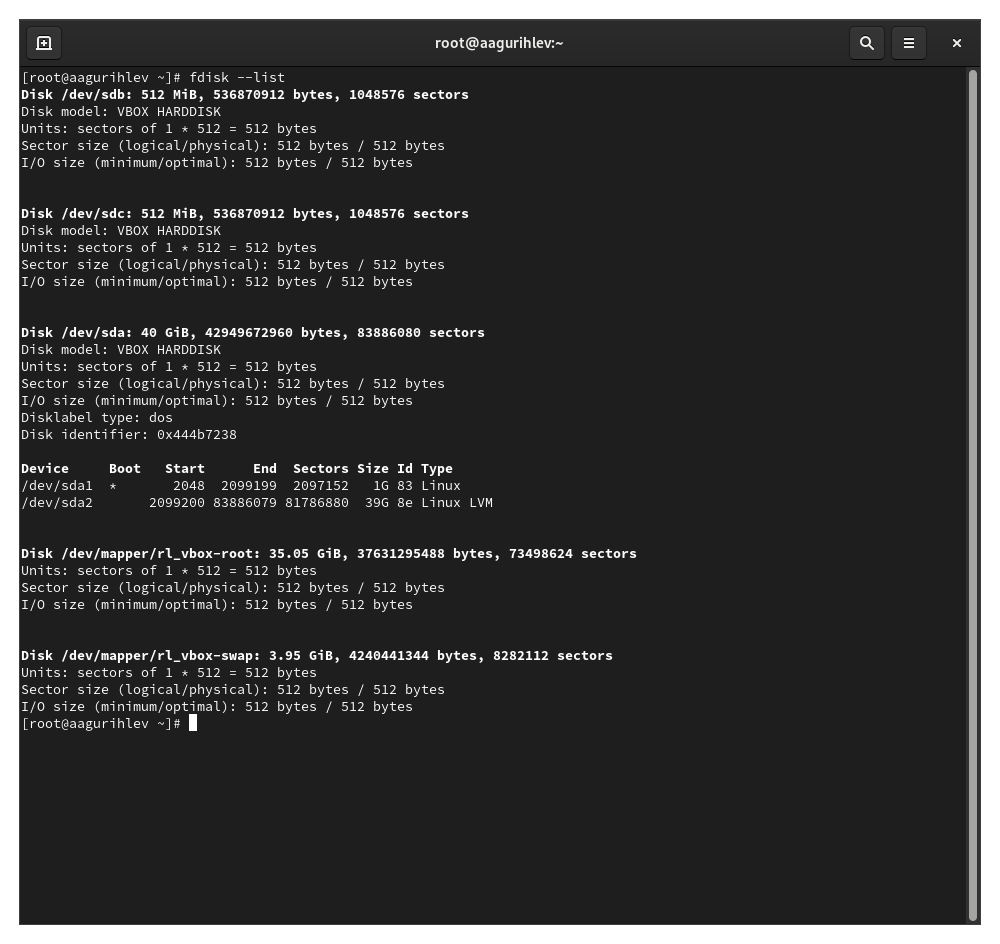 root@aagurihlev:~
[root@aagurihlev ~]# fdisk --list
Disk /dev/sdb: 512 MiB, 536870912 bytes, 1048576 sectors
Disk model: VBOX HARDDISK
Units: sectors of 1 * 512 = 512 bytes
Sector size (logical/physical): 512 bytes / 512 bytes
I/O size (minimum/optimal): 512 bytes / 512 bytes
Disk /dev/sdc: 512 MiB, 536870912 bytes, 1048576 sectors
Disk model: VBOX HARDDISK
Units: sectors of 1 * 512 = 512 bytes
Sector size (logical/physical): 512 bytes / 512 bytes
I/O size (minimum/optimal): 512 bytes / 512 bytes
Disk /dev/sda: 40 GiB, 42949672960 bytes, 83886080 sectors
Disk model: VBOX HARDDISK
Units: sectors of 1 * 512 = 512 bytes
Sector size (logical/physical): 512 bytes / 512 bytes
I/O size (minimum/optimal): 512 bytes / 512 bytes
Disklabel type: dos
Disk identifier: 0x444b7238
Device     Boot   Start      End  Sectors Size Id Type
/dev/sda1  *       2048  2099199  2097152   1G 83 Linux
/dev/sda2       2099200 83886079 81786880  39G 8e Linux LVM
Disk /dev/mapper/rl_vbox-root: 35.05 GiB, 37631295488 bytes, 73498624 sectors
Units: sectors of 1 * 512 = 512 bytes
Sector size (logical/physical): 512 bytes / 512 bytes
I/O size (minimum/optimal): 512 bytes / 512 bytes
Disk /dev/mapper/rl_vbox-swap: 3.95 GiB, 4240441344 bytes, 8282112 sectors
Units: sectors of 1 * 512 = 512 bytes
Sector size (logical/physical): 512 bytes / 512 bytes
I/O size (minimum/optimal): 512 bytes / 512 bytes
[root@aagurihlev ~]#